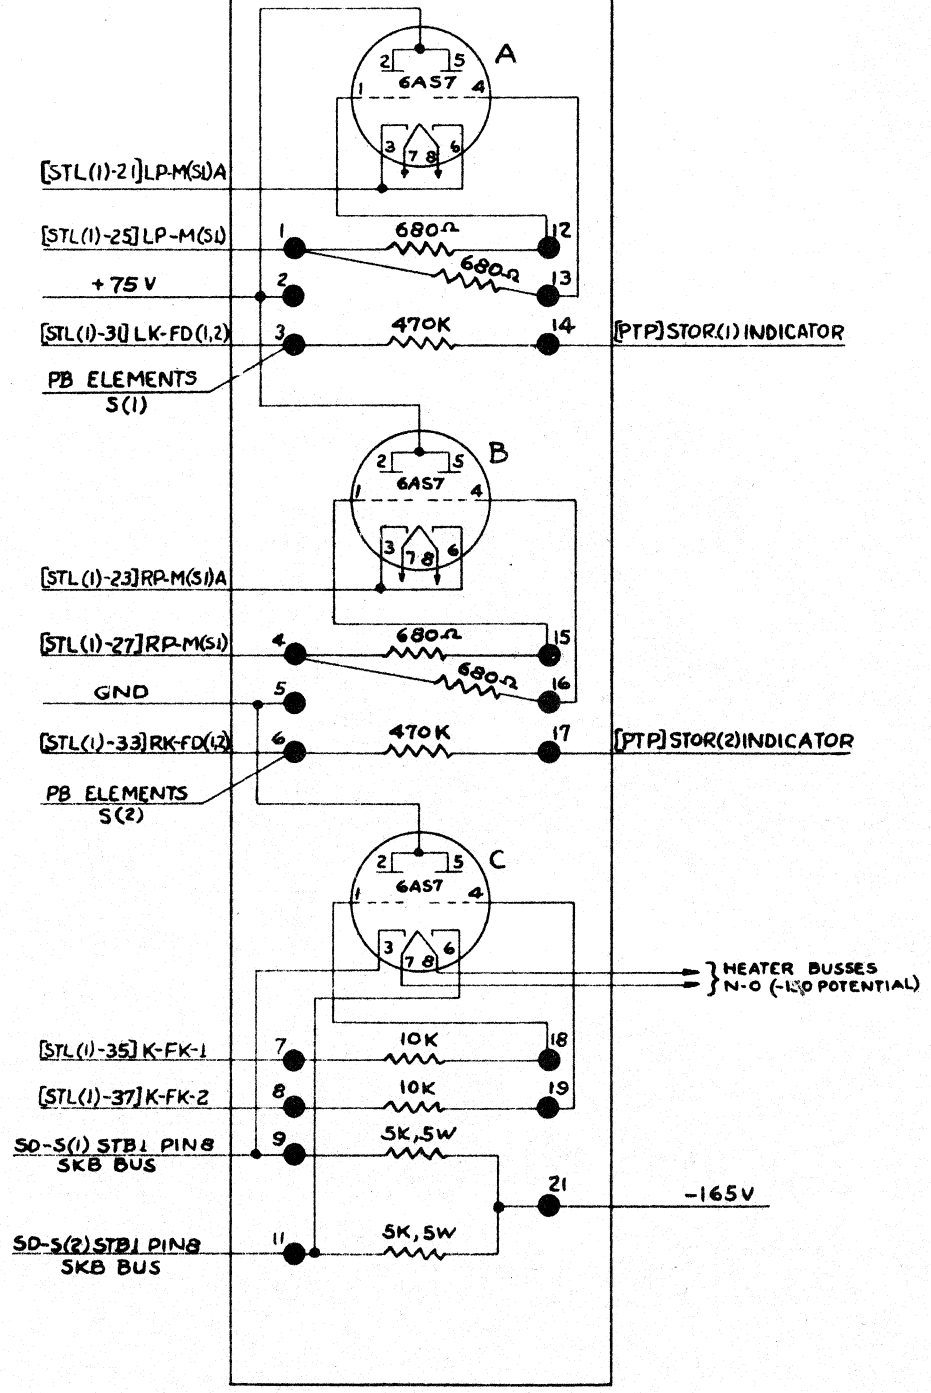 A
2 5
6AS7
1 4
3 7 8 6
[STL(1)-21]LP-M(S1)A
[STL(1)-25]LP-M(S1)
1 680Ω 12
+75V 2 680Ω 13
[STL(1)-31]LK-FD(1,2) 3 470K 14 [PTP]STOR.(1)INDICATOR
PB ELEMENTS
S(1)
B
2 5
6AS7
1 4
3 7 8 6
[STL(1)-23]RP-M(S1)A
[STL(1)-27]RP-M(S1) 4 680Ω 15
GND 5 680Ω 16
[STL(1)-33]RK-FD(1,2) 6 470K 17 [PTP]STOR(2)INDICATOR
PB ELEMENTS
S(2)
C
2 5
6AS7
1 4
3 7 8 6
HEATER BUSSES
N-O POTENTIAL)
[STL(1)-35]K-FK-1 7 10K 18
[STL(1)-37]K-FK-2 8 10K 19
SD-S(1) STB1 PIN8 9 5K,5W
SKB BUS
21 -165V
SD-S(2)STB1 PIN8 11 5K,5W
SKB BUS